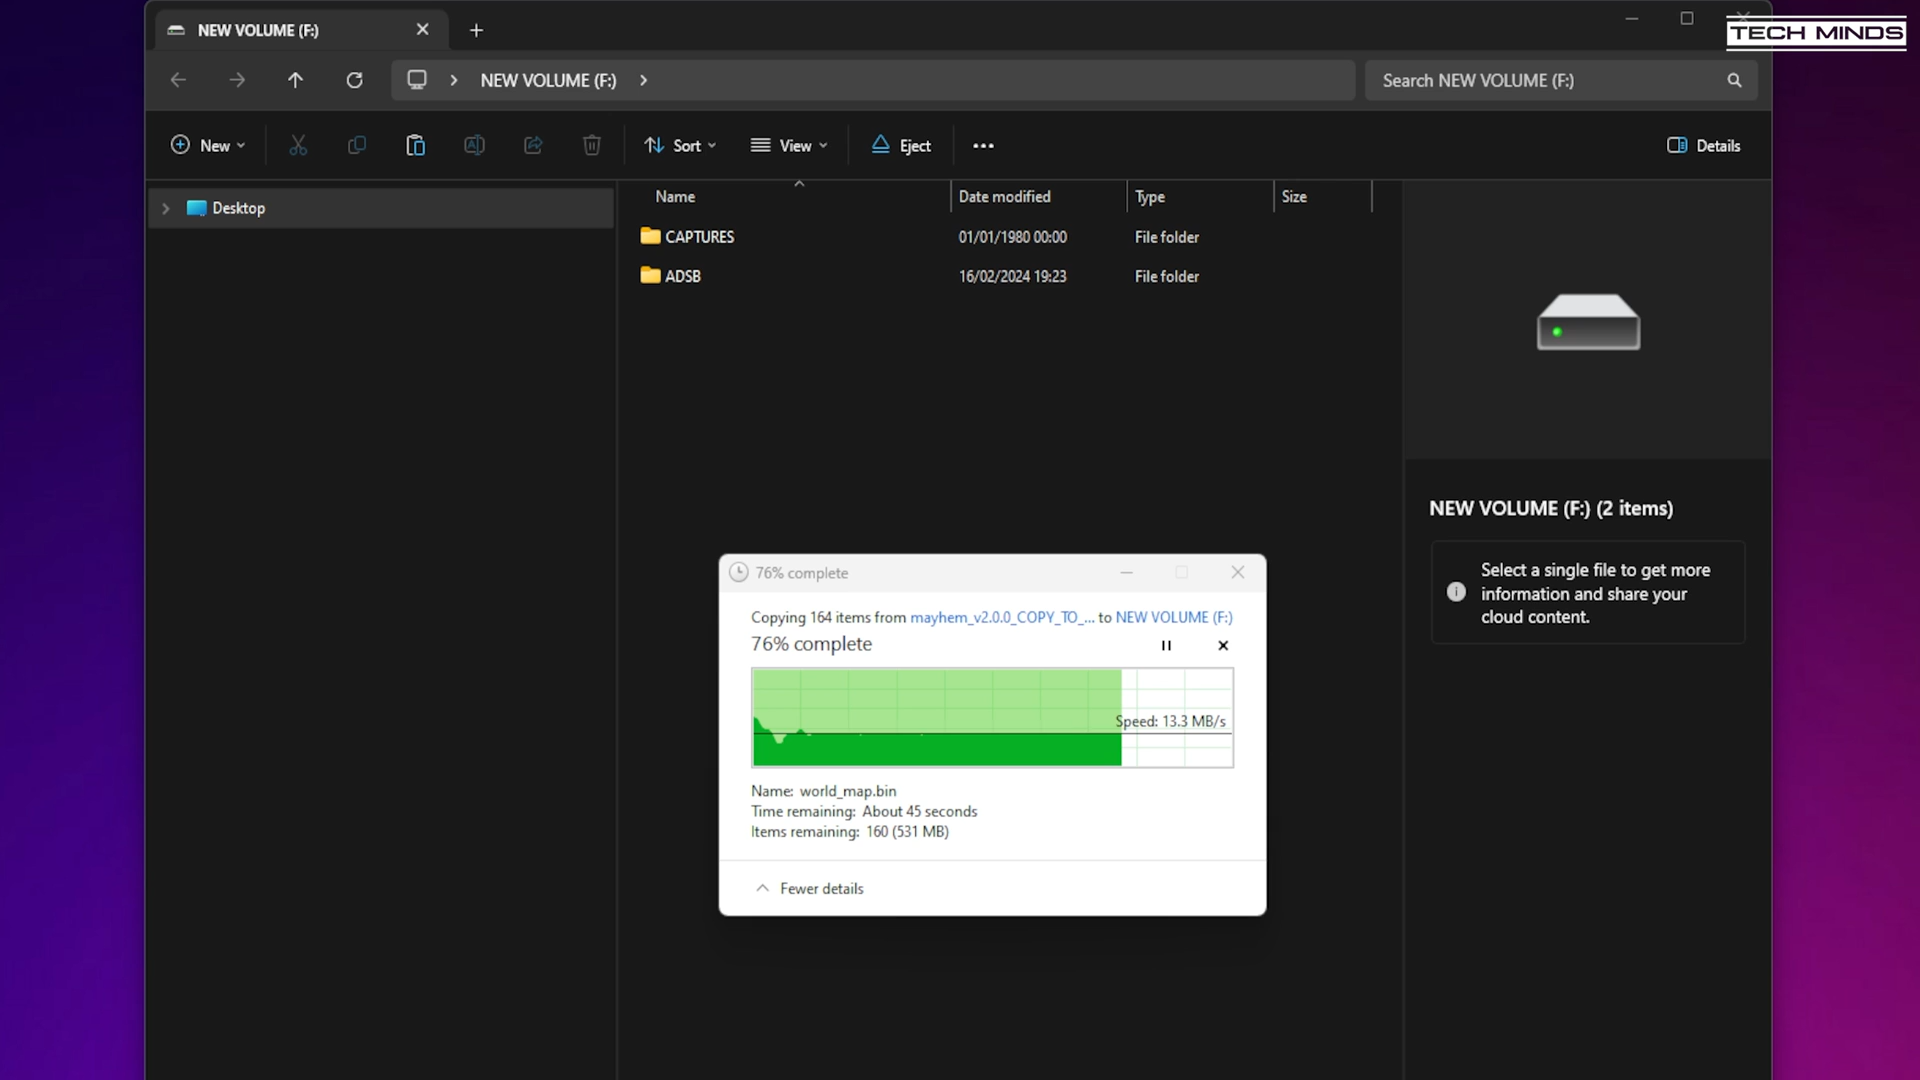 NEW VOLUME (F:)
TECH MINDS
NEW VOLUME (F:)
Search NEW VOLUME (F:)
New
Sort
View
Eject
Details
Desktop
Name Date modified Type Size
CAPTURES 01/01/1980 00:00 File folder
ADSB 16/02/2024 19:23 File folder
NEW VOLUME (F:) (2 items)
Select a single file to get more
information and share your
cloud content.
76% complete
Copying 164 items from mayhem_v2.0.0_COPY_TO_... to NEW VOLUME (F:)
76% complete
Speed: 13.3 MB/s
Name: world_map.bin
Time remaining: About 45 seconds
Items remaining: 160 (531 MB)
Fewer details